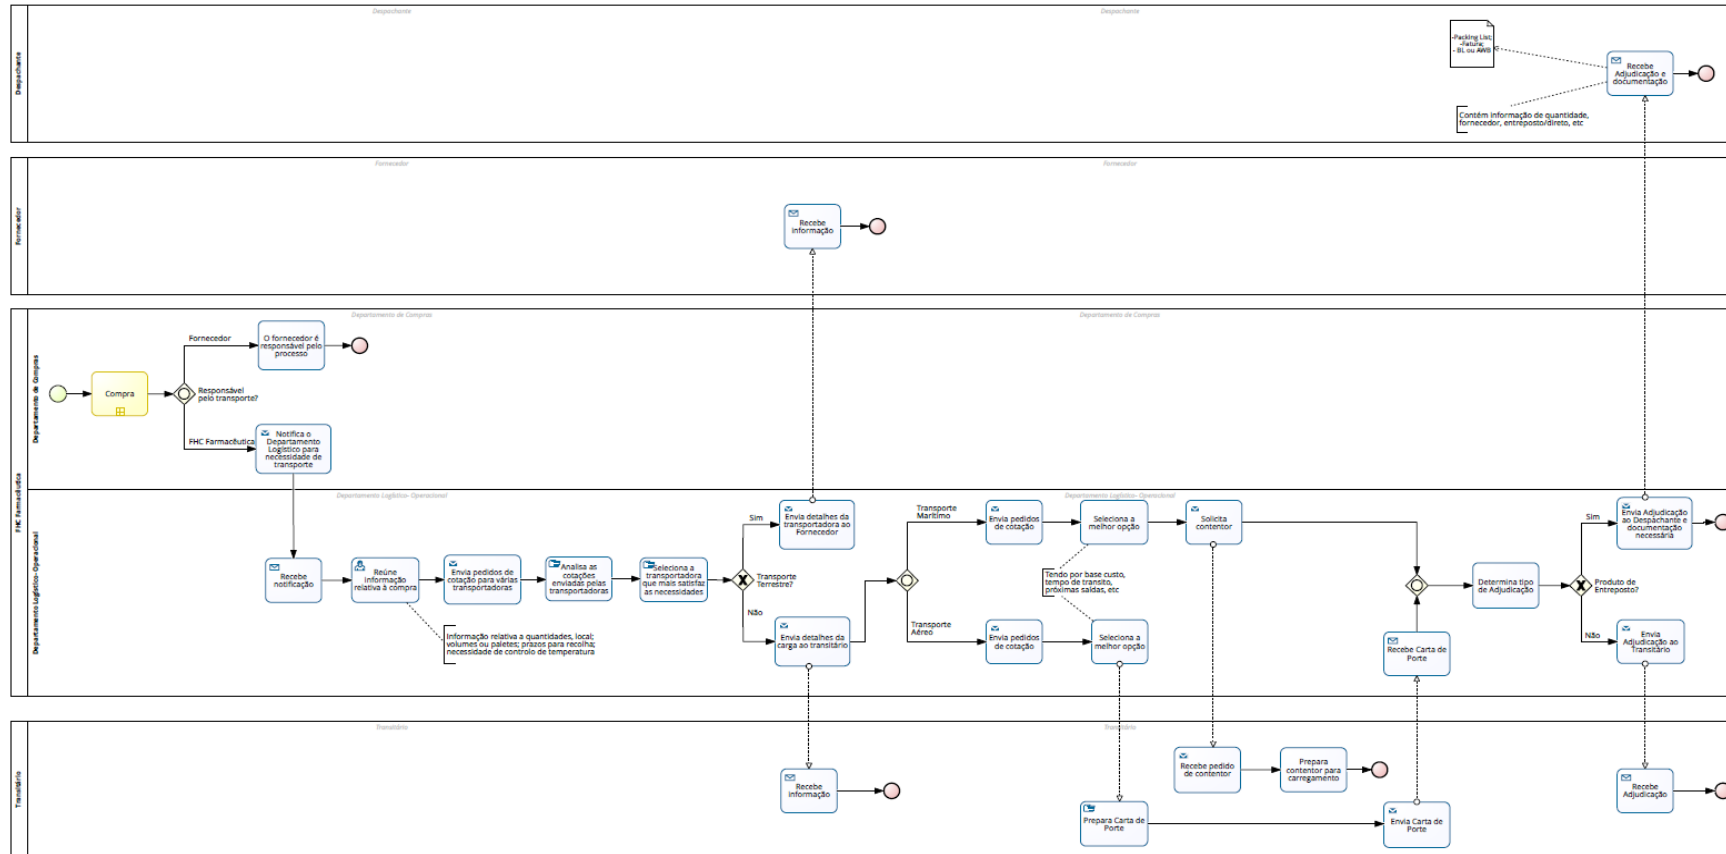 Despachante
Despachante
Despachante
-Packing List;
-Fatura;
- BL ou AWB
Recebe
Adjudicação e
documentação
Contém informação de quantidade,
fornecedor, entreposto/direto, etc
Fornecedor
Fornecedor
Fornecedor
Recebe
informação
FHC Farmacêutica
Departamento de Compras
Departamento de Compras
Departamento de Compras
Compra
Responsável
pelo transporte?
Fornecedor
O fornecedor é
responsável pelo
processo
FHC Farmacêutica
Notifica o
Departamento
Logístico para
necessidade de
transporte
Departamento Logístico- Operacional
Departamento Logístico- Operacional
Departamento Logístico- Operacional
Recebe
notificação
Reúne
informação
relativa à compra
Informação relativa a quantidades, local;
volumes ou paletes; prazos para recolha;
necessidade de controlo de temperatura
Envia pedidos de
cotação para várias
transportadoras
Analisa as
cotações
enviadas pelas
transportadoras
Seleciona a
transportadora
que mais satisfaz
as necessidades
Transporte
Terrestre?
Sim
Envia detalhes da
transportadora ao
Fornecedor
Não
Envia detalhes da
carga ao transitário
Transporte
Marítimo
Envia pedidos
de cotação
Seleciona a
melhor opção
Solicita
contentor
Tendo por base custo,
tempo de transito,
próximas saídas, etc
Transporte
Aéreo
Envia pedidos
de cotação
Seleciona a
melhor opção
Recebe Carta de
Porte
Determina tipo
de Adjudicação
Produto de
Entreposto?
Sim
Envia Adjudicação
ao Despachante e
documentação
necessária
Não
Envia
Adjudicação ao
Transitário
Transitário
Transitário
Transitário
Recebe
informação
Recebe pedido
de contentor
Prepara
contentor para
carregamento
Prepara Carta de
Porte
Envia Carta de
Porte
Recebe
Adjudicação